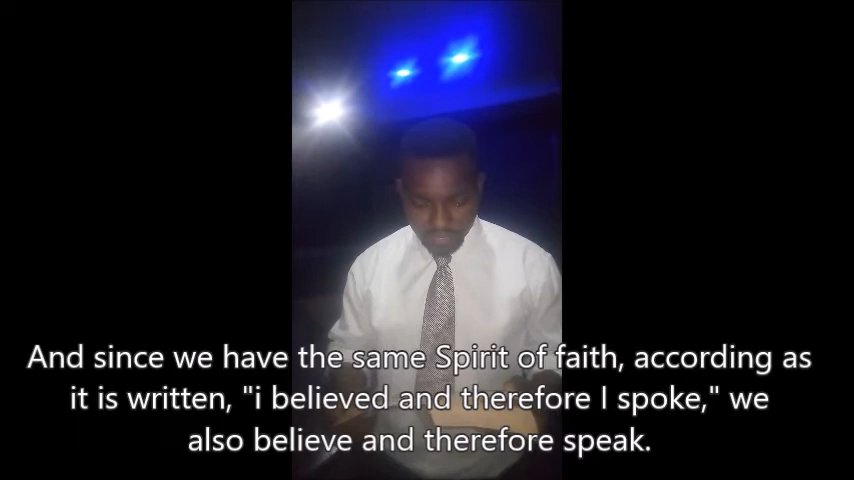 And since we have the same Spirit of faith, according as
it is written, "i believed and therefore I spoke," we
also believe and therefore speak.